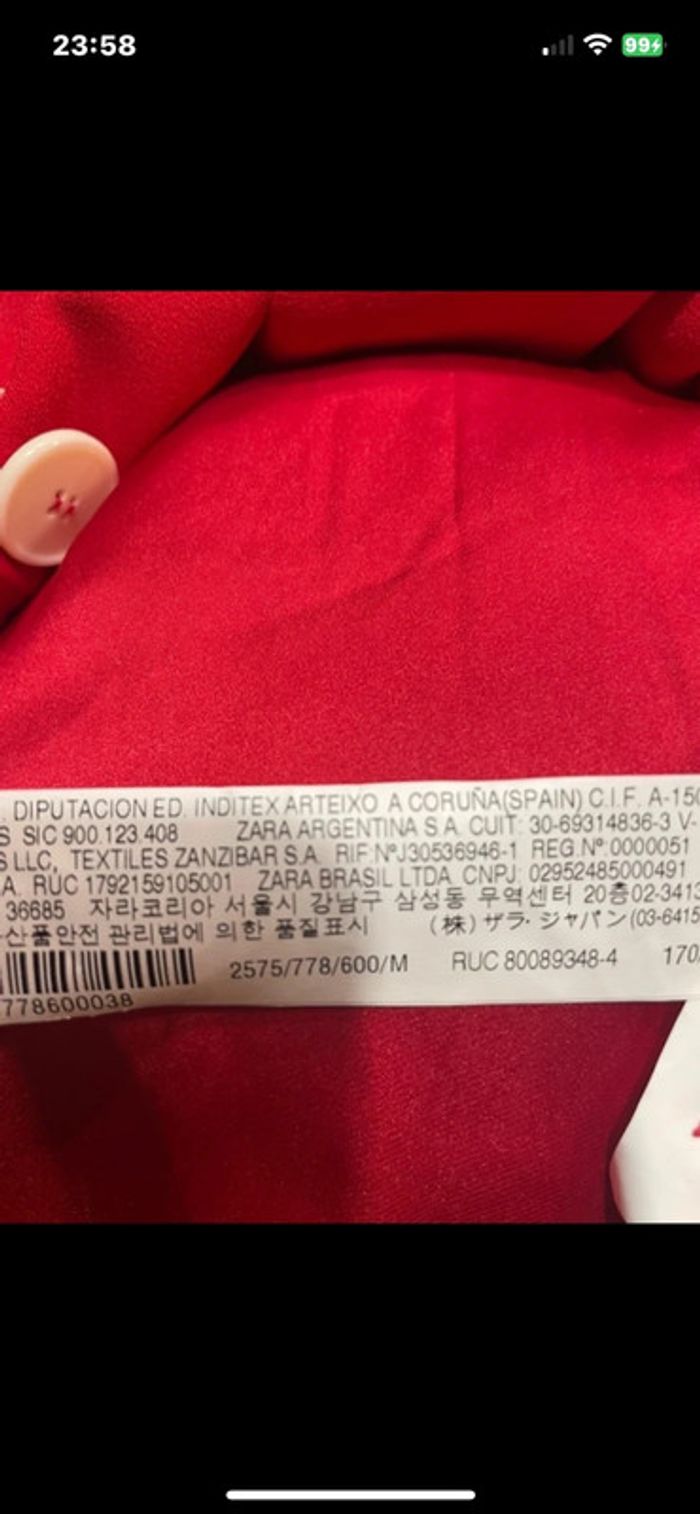 23:58
99
. DIPUTACION ED. INDITEX ARTEIXO A CORUÑA(SPAIN) C.I.F. A-150
S SIC 900.123.408 ZARA ARGENTINA S.A. CUIT: 30-69314836-3 V-
S LLC, TEXTILES ZANZIBAR S.A. RIF:NºJ30536946-1 REG.Nº:0000051
.A. RUC 1792159105001 ZARA BRASIL LTDA. CNPJ: 02952485000491
36685 자라코리아 서울시 강남구 삼성동 무역센터 20층02-3413
산품안전 관리법에 의한 품질표시 (株) ザラ・ジャパン (03-6415
2575/778/600/M RUC 80089348-4 170
778600038